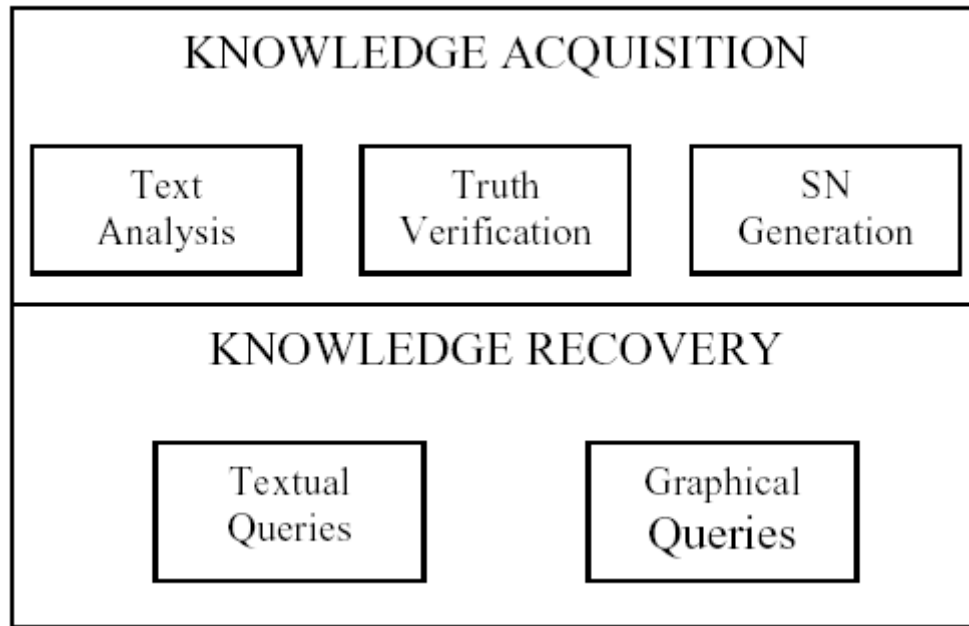 KNOWLEDGE ACQUISITION
Text
Analysis
Truth
Verification
SN
Generation
KNOWLEDGE RECOVERY
Textual
Queries
Graphical
Queries